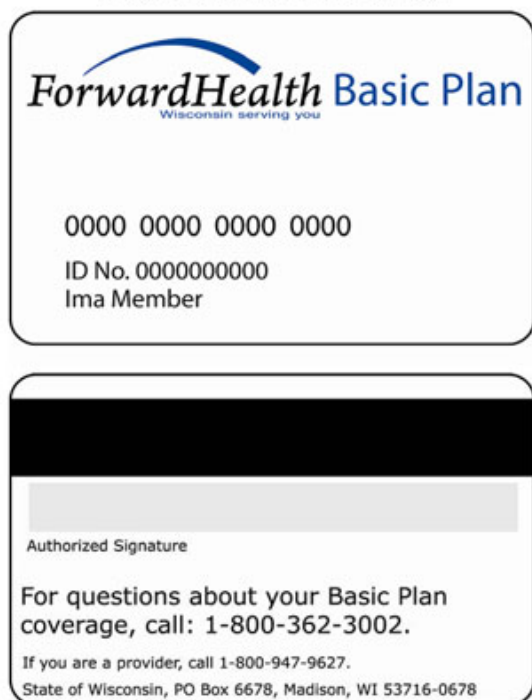 ForwardHealth Basic Plan
Wisconsin serving you
0000 0000 0000 0000
ID No. 0000000000
Ima Member
Authorized Signature
For questions about your Basic Plan
coverage, call: 1-800-362-3002.
If you are a provider, call 1-800-947-9627.
State of Wisconsin, PO Box 6678, Madison, WI 53716-0678